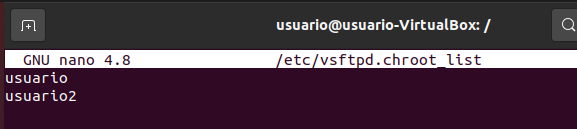 usuario@usuario-VirtualBox: /
GNU nano 4.8 /etc/vsftpd.chroot_list
usuario
usuario2